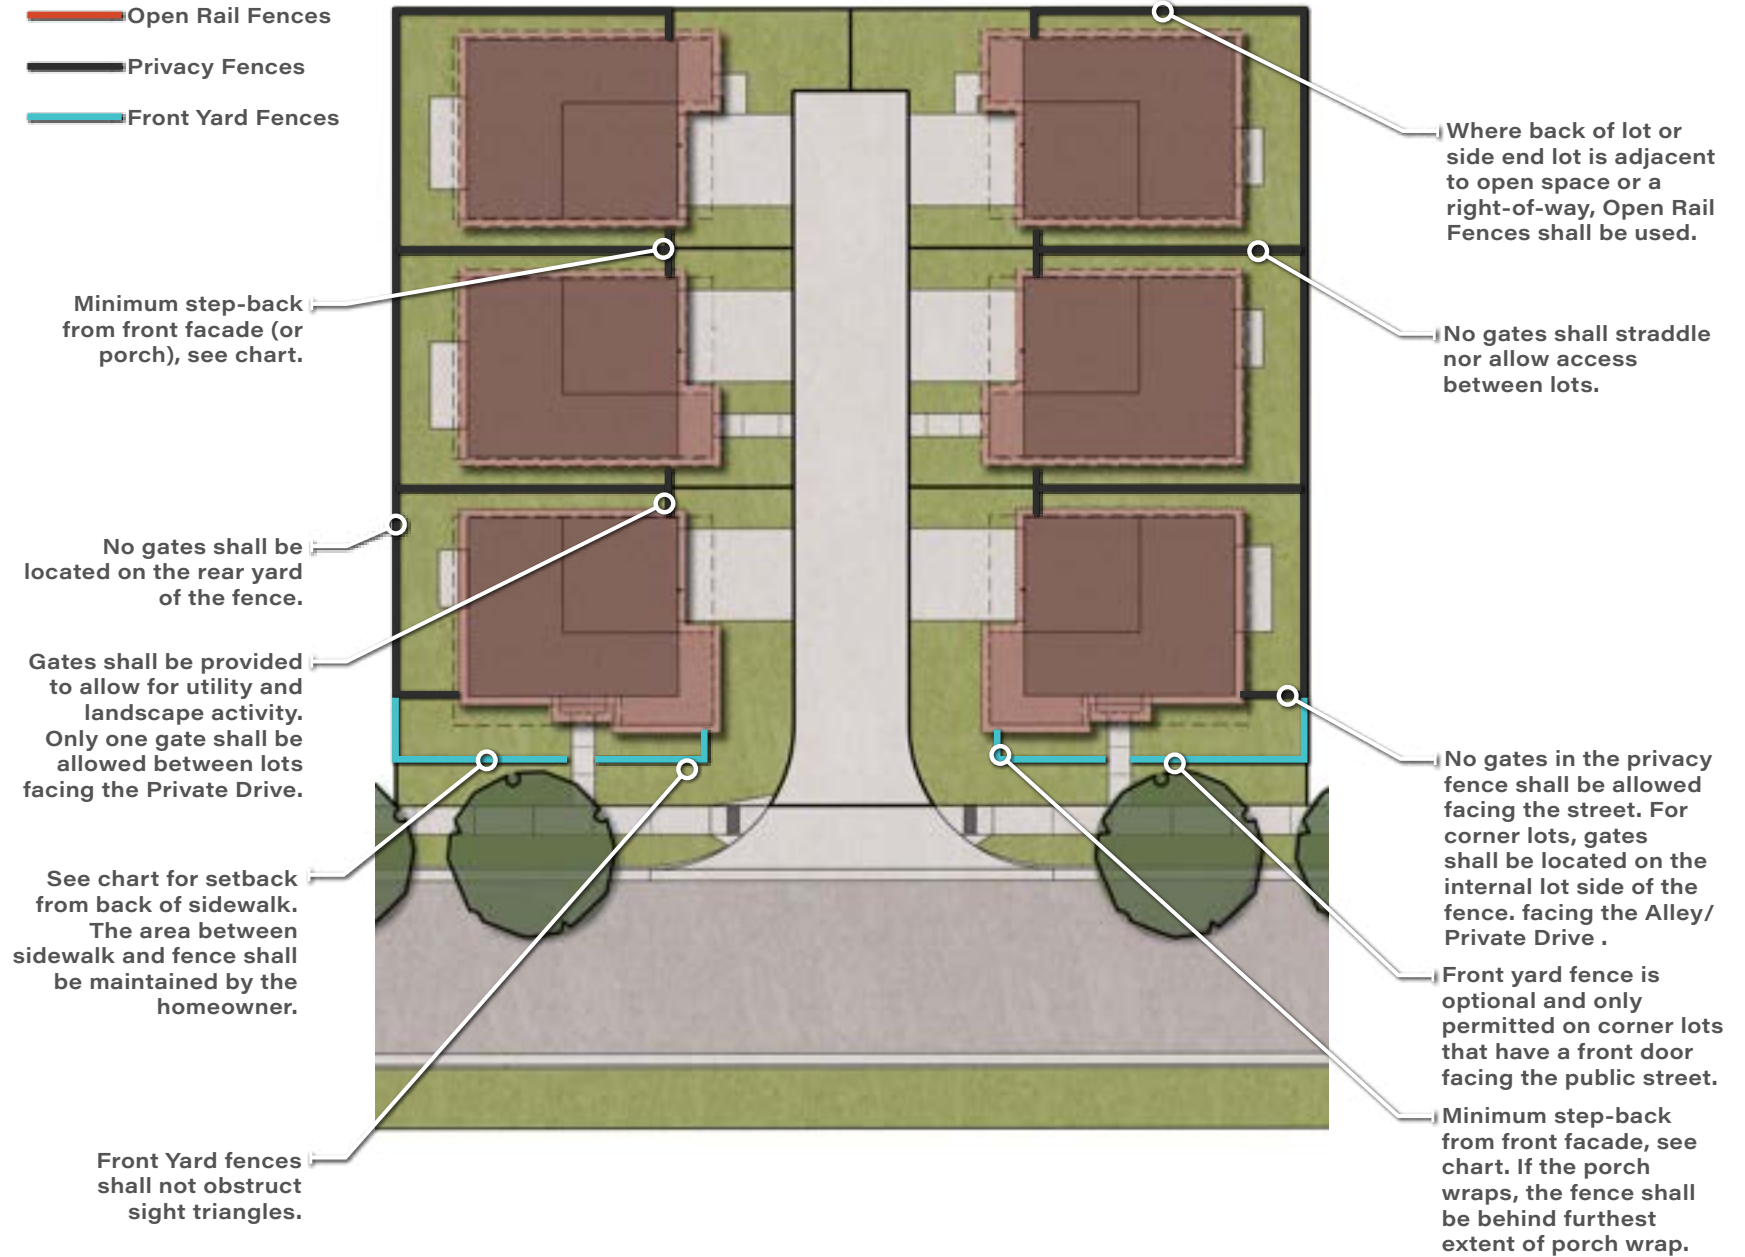 Open Rail Fences
Privacy Fences
Front Yard Fences
Minimum step-back
from front facade (or
porch), see chart.
No gates shall be
located on the rear yard
of the fence.
Gates shall be provided
to allow for utility and
landscape activity.
Only one gate shall be
allowed between lots
facing the Private Drive.
See chart for setback
from back of sidewalk.
The area between
sidewalk and fence shall
be maintained by the
homeowner.
Front Yard fences
shall not obstruct
sight triangles.
Where back of lot or
side end lot is adjacent
to open space or a
right-of-way, Open Rail
Fences shall be used.
No gates shall straddle
nor allow access
between lots.
No gates in the privacy
fence shall be allowed
facing the street. For
corner lots, gates
shall be located on the
internal lot side of the
fence. facing the Alley/
Private Drive .
Front yard fence is
optional and only
permitted on corner lots
that have a front door
facing the public street.
Minimum step-back
from front facade, see
chart. If the porch
wraps, the fence shall
be behind furthest
extent of porch wrap.